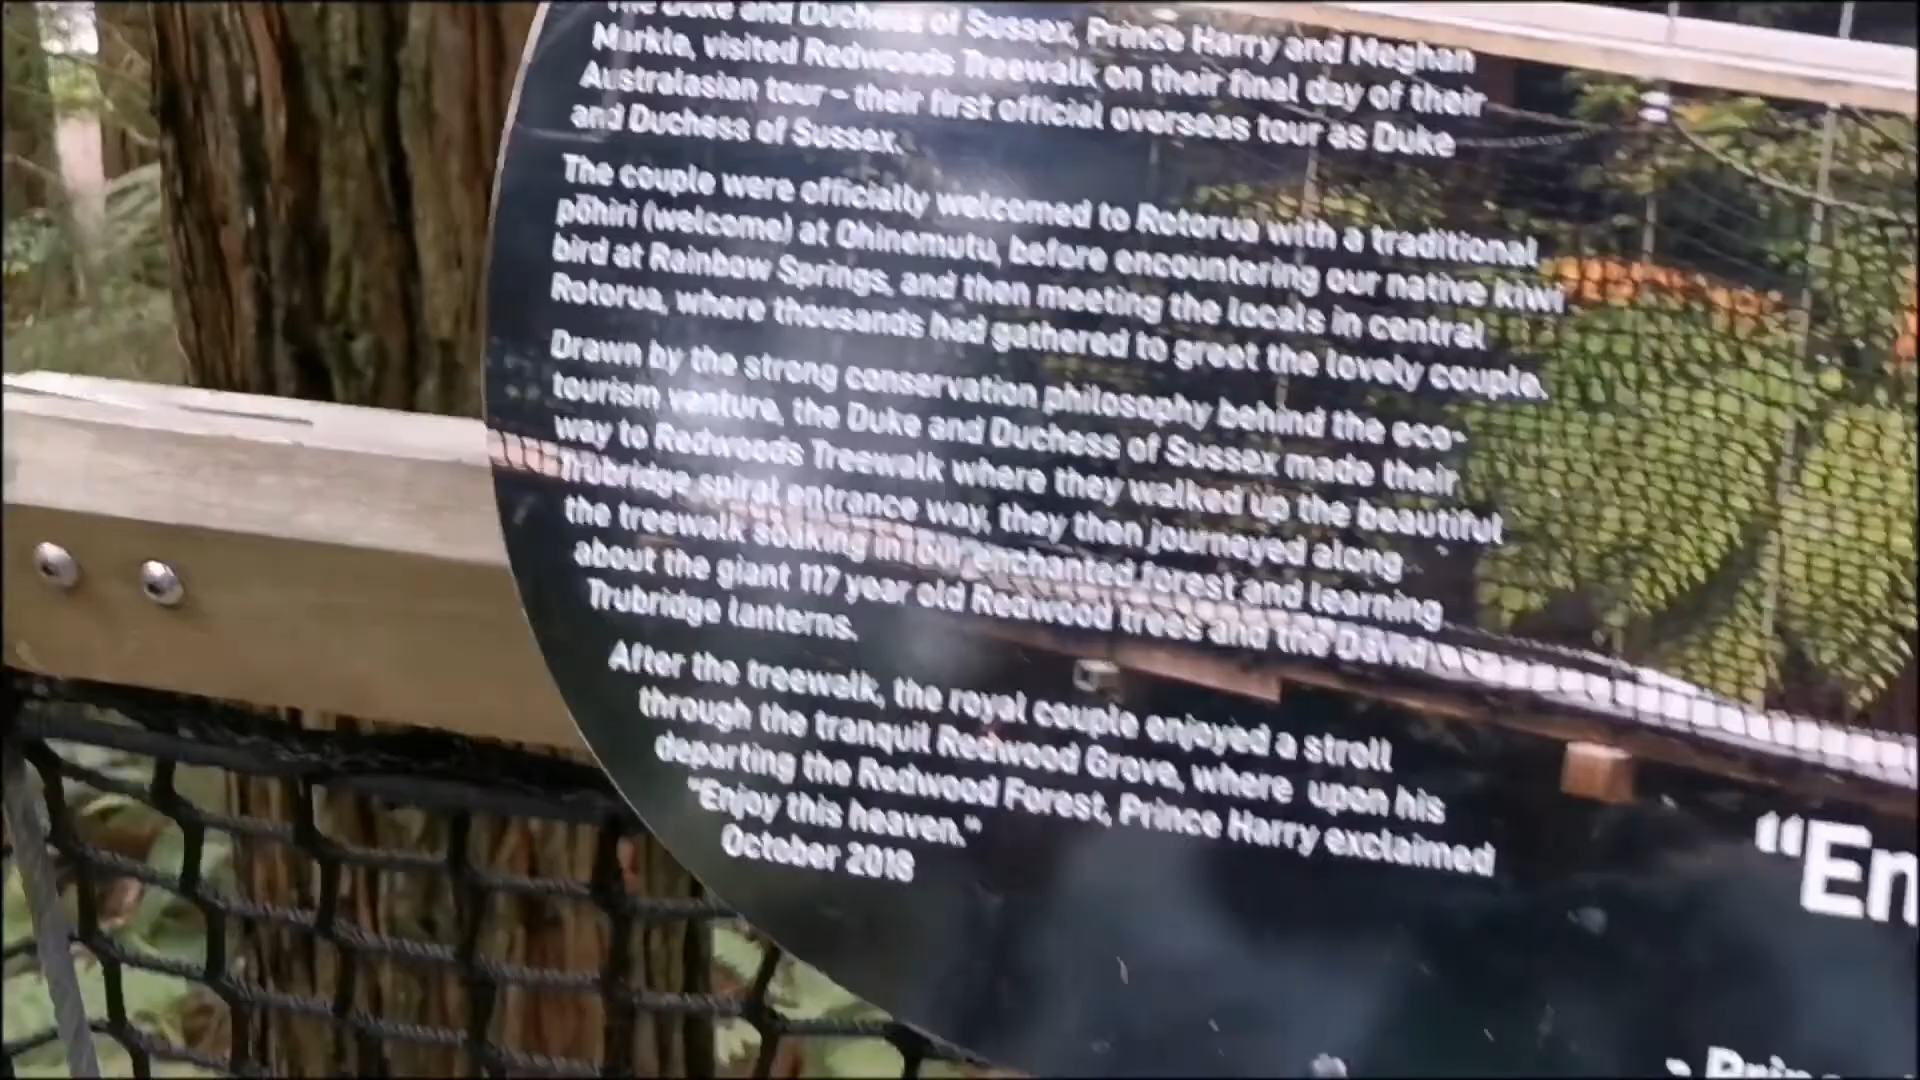 The Duke and Duchess of Sussex, Prince Harry and Meghan
Markle, visited Redwoods Treewalk on their final day of their
Australasian tour – their first official overseas tour as Duke
and Duchess of Sussex.
The couple were officially welcomed to Rotorua with a traditional
pōhiri (welcome) at Ohinemutu, before encountering our native kiwi
bird at Rainbow Springs, and then meeting the locals in central
Rotorua, where thousands had gathered to greet the lovely couple.
Drawn by the strong conservation philosophy behind the eco-
tourism venture, the Duke and Duchess of Sussex made their
way to Redwoods Treewalk where they walked up the beautiful
Trubridge spiral entrance way, they then journeyed along
the treewalk soaking in our enchanted forest and learning
about the giant 117 year old Redwood trees and the David
Trubridge lanterns.
After the treewalk, the royal couple enjoyed a stroll
through the tranquil Redwood Grove, where upon his
departing the Redwood Forest, Prince Harry exclaimed
"Enjoy this heaven."
October 2018
“En